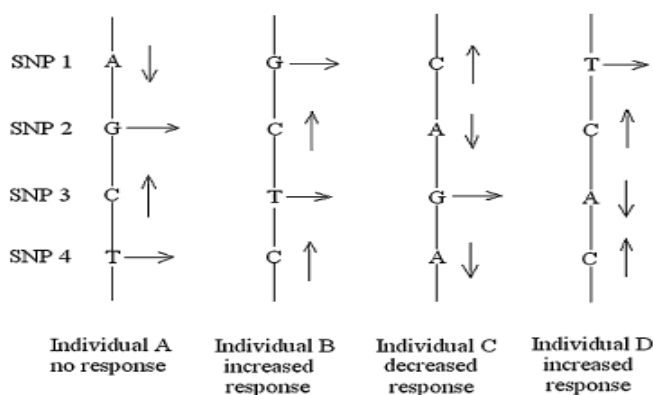 SNP 1 A G C T
SNP 2 G C A C
SNP 3 C T G A
SNP 4 T C A C
Individual A
no response
Individual B
increased
response
Individual C
decreased
response
Individual D
increased
response